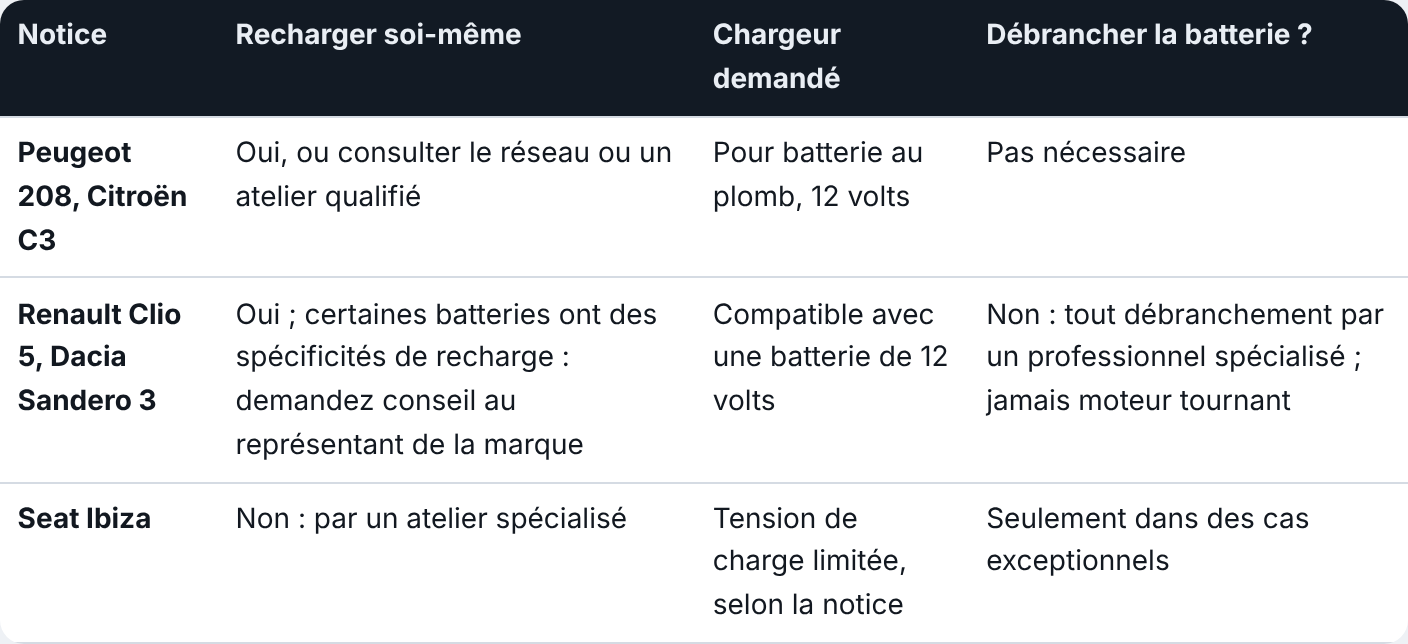 Notice
Recharger soi-même
Chargeur
demandé
Débrancher la batterie ?
Peugeot
208, Citroën
C3
Oui, ou consulter le réseau ou un
atelier qualifié
Pour batterie au
plomb, 12 volts
Pas nécessaire
Renault Clio
5, Dacia
Sandero 3
Oui ; certaines batteries ont des
spécificités de recharge :
demandez conseil au
représentant de la marque
Compatible avec
une batterie de 12
volts
Non : tout débranchement par
un professionnel spécialisé ;
jamais moteur tournant
Seat Ibiza
Non : par un atelier spécialisé
Tension de
charge limitée,
selon la notice
Seulement dans des cas
exceptionnels